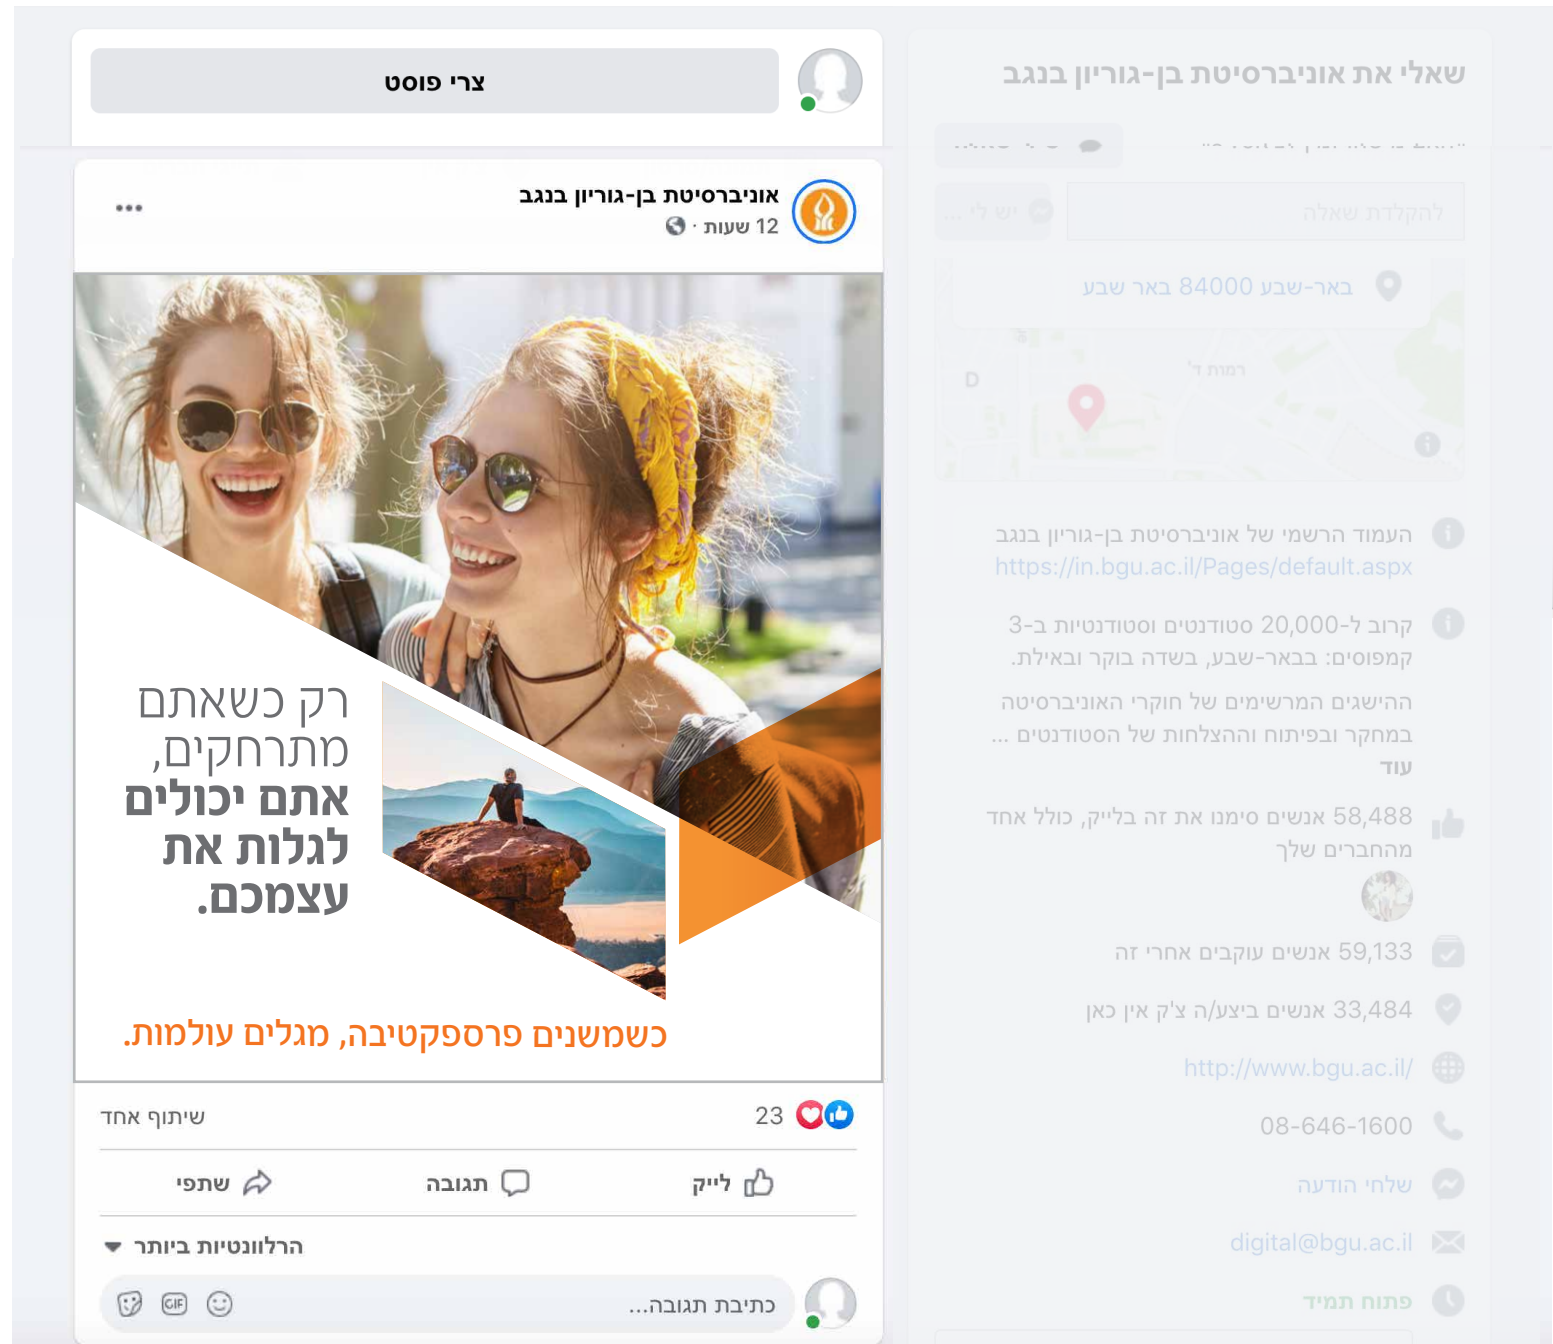 שאלי את אוניברסיטת בן-גוריון בנגב
להקלדת שאלה
יש לי ...
באר-שבע 84000 באר שבע
רמות ד'
D
העמוד הרשמי של אוניברסיטת בן-גוריון בנגב
https://in.bgu.ac.il/Pages/default.aspx
קרוב ל-20,000 סטודנטים וסטודנטיות ב-3
קמפוסים: בבאר-שבע, בשדה בוקר ובאילת.
ההישגים המרשימים של חוקרי האוניברסיטה
במחקר ובפיתוח וההצלחות של הסטודנטים ...
עוד
58,488 אנשים סימנו את זה בלייק, כולל אחד
מהחברים שלך
59,133 אנשים עוקבים אחרי זה
33,484 אנשים ביצע/ה צ'ק אין כאן
http://www.bgu.ac.il/
08-646-1600
שלחי הודעה
digital@bgu.ac.il
פתוח תמיד
צרי פוסט
אוניברסיטת בן-גוריון בנגב
12 שעות ·
רק כשאתם
מתרחקים,
אתם יכולים
לגלות את
עצמכם.
כשמשנים פרספקטיבה, מגלים עולמות.
23
שיתוף אחד
לייק
תגובה
שתפי
הרלוונטיות ביותר
כתיבת תגובה...
GIF